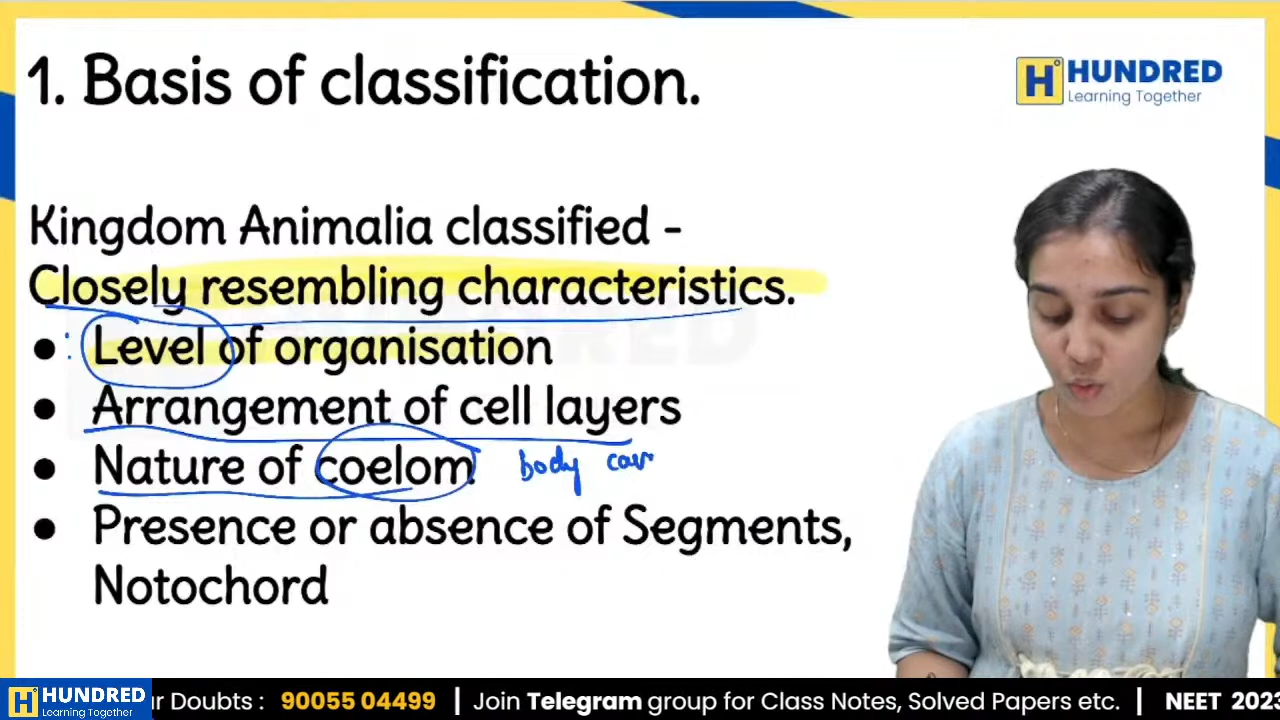 1. Basis of classification.
H HUNDRED
Learning Together
Kingdom Animalia classified -
Closely resembling characteristics.
● Level of organisation
● Arrangement of cell layers
● Nature of coelom. body cav
● Presence or absence of Segments,
Notochord
H HUNDRED
Learning Together
ur Doubts : 90055 04499 | Join Telegram group for Class Notes, Solved Papers etc. | NEET 2023